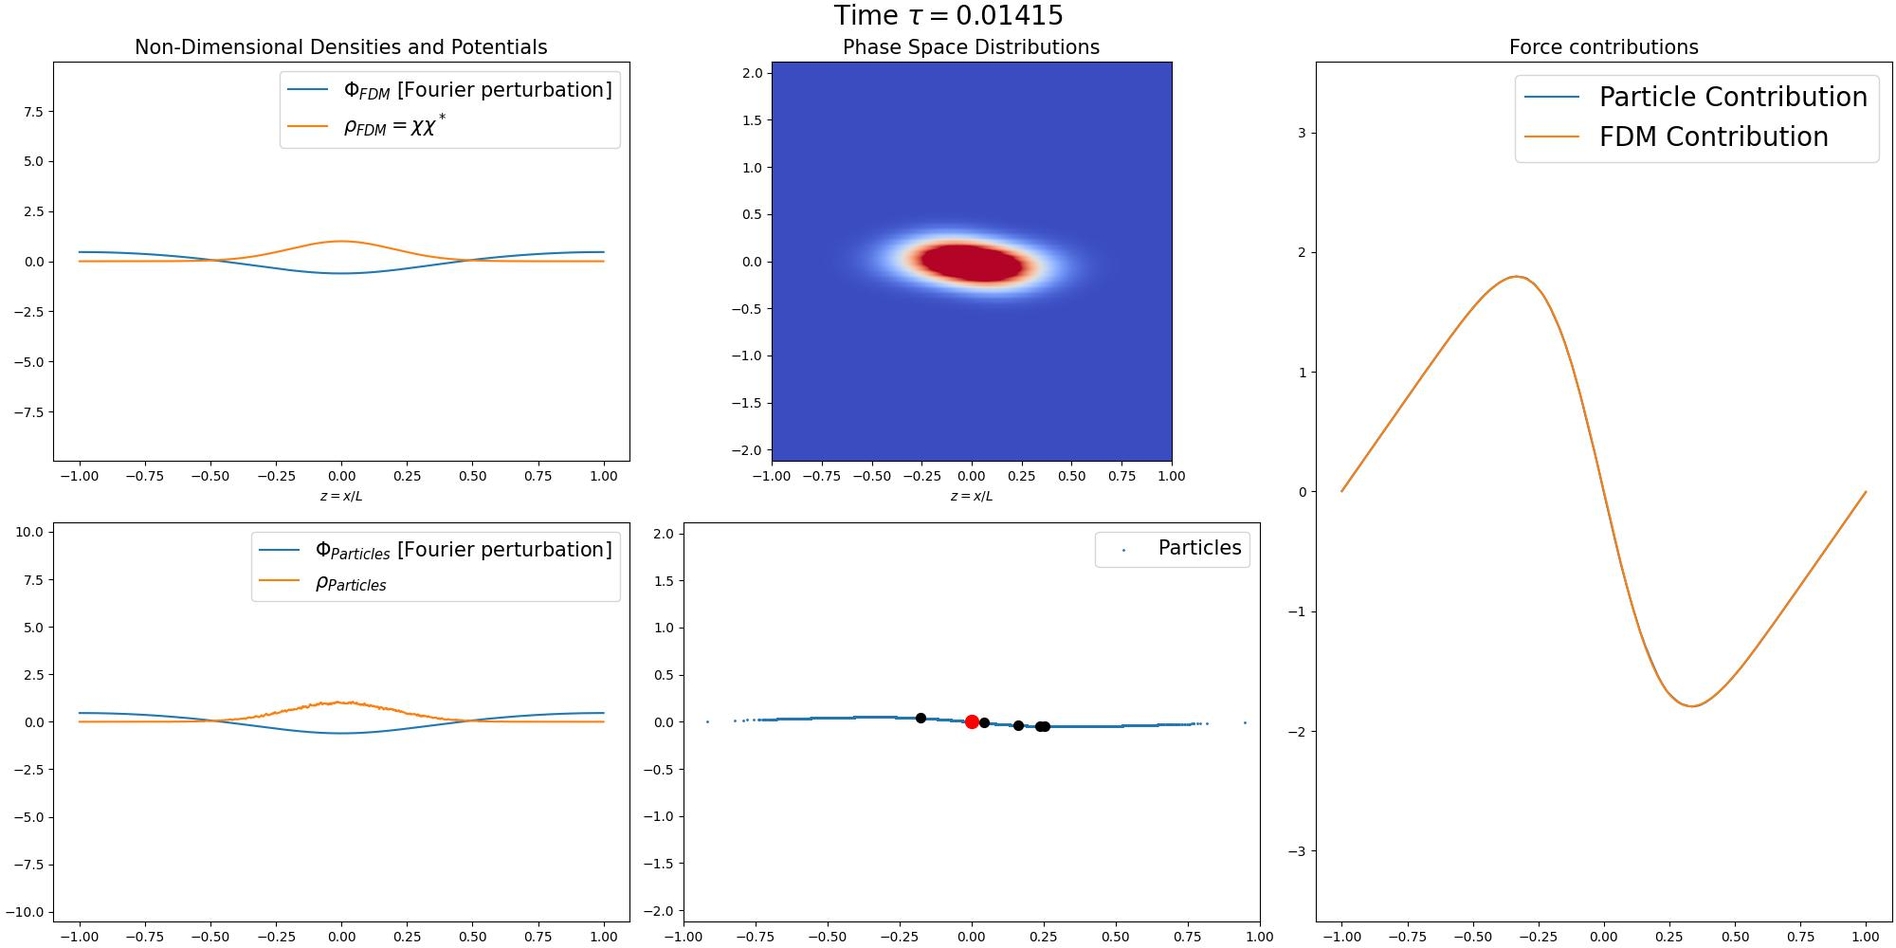 Time τ = 0.01415
Non-Dimensional Densities and Potentials
Φ_FDM [Fourier perturbation]
ρ_FDM = χχ*
7.5
5.0
2.5
0.0
−2.5
−5.0
−7.5
−1.00 −0.75 −0.50 −0.25 0.00 0.25 0.50 0.75 1.00
z = x/L
Phase Space Distributions
2.0
1.5
1.0
0.5
0.0
−0.5
−1.0
−1.5
−2.0
−1.00 −0.75 −0.50 −0.25 0.00 0.25 0.50 0.75 1.00
z = x/L
Force contributions
Particle Contribution
FDM Contribution
3
2
1
0
−1
−2
−3
−1.00 −0.75 −0.50 −0.25 0.00 0.25 0.50 0.75 1.00
Φ_Particles [Fourier perturbation]
ρ_Particles
10.0
7.5
5.0
2.5
0.0
−2.5
−5.0
−7.5
−10.0
−1.00 −0.75 −0.50 −0.25 0.00 0.25 0.50 0.75 1.00
Particles
2.0
1.5
1.0
0.5
0.0
−0.5
−1.0
−1.5
−2.0
−1.00 −0.75 −0.50 −0.25 0.00 0.25 0.50 0.75 1.00